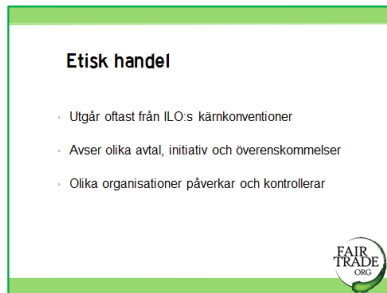 Etisk handel
· Utgår oftast från ILO:s kärnkonventioner
· Avser olika avtal, initiativ och överenskommelser
· Olika organisationer påverkar och kontrollerar
FAIR
TRADE
ORG